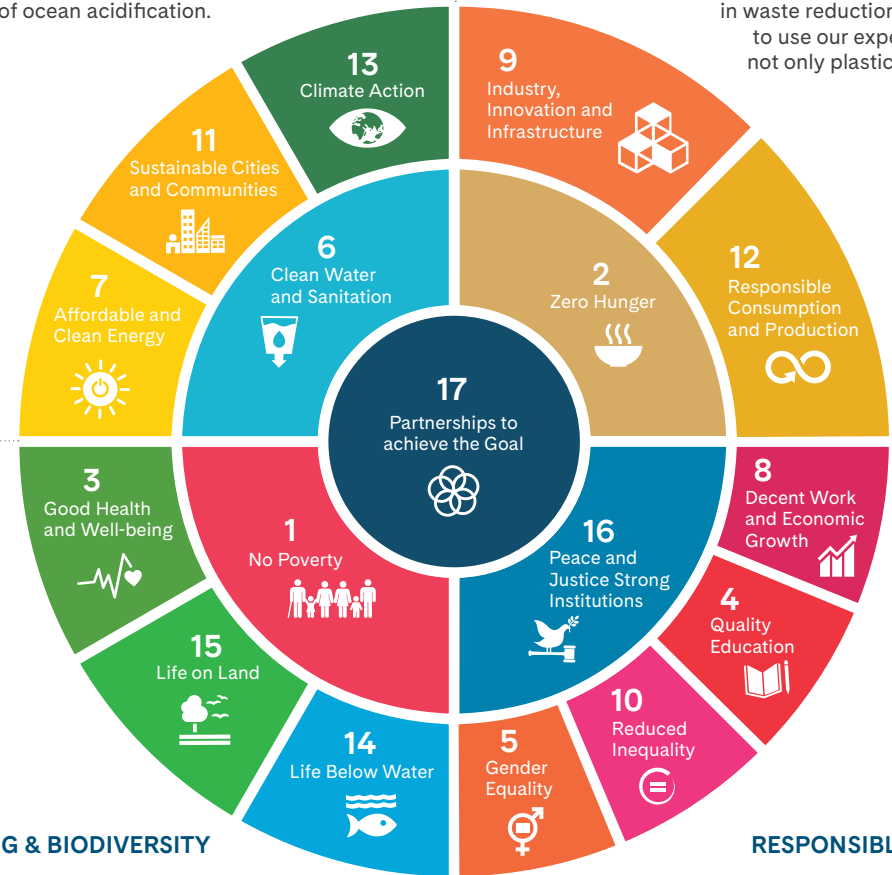 of ocean acidification.
in waste reduction
to use our expe
not only plastic
13
Climate Action
9
Industry,
Innovation and
Infrastructure
11
Sustainable Cities
and Communities
12
Responsible
Consumption
and Production
6
Clean Water
and Sanitation
2
Zero Hunger
7
Affordable and
Clean Energy
17
Partnerships to
achieve the Goal
3
Good Health
and Well-being
8
Decent Work
and Economic
Growth
1
No Poverty
16
Peace and
Justice Strong
Institutions
4
Quality
Education
15
Life on Land
10
Reduced
Inequality
14
Life Below Water
5
Gender
Equality
G & BIODIVERSITY
RESPONSIBL